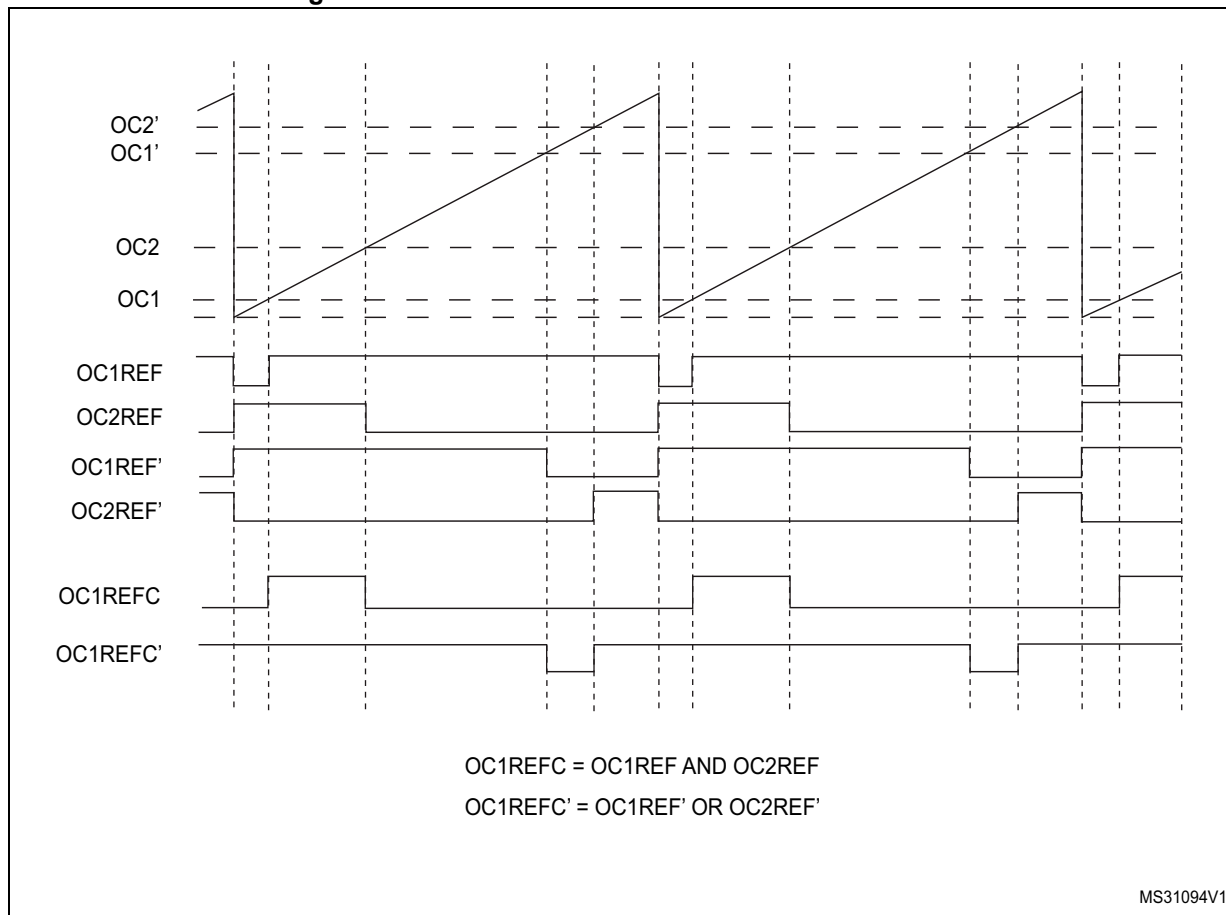 OC2’
OC1’
OC2
OC1
OC1REF
OC2REF
OC1REF’
OC2REF’
OC1REFC
OC1REFC’
OC1REFC = OC1REF AND OC2REF
OC1REFC’ = OC1REF’ OR OC2REF’
MS31094V1